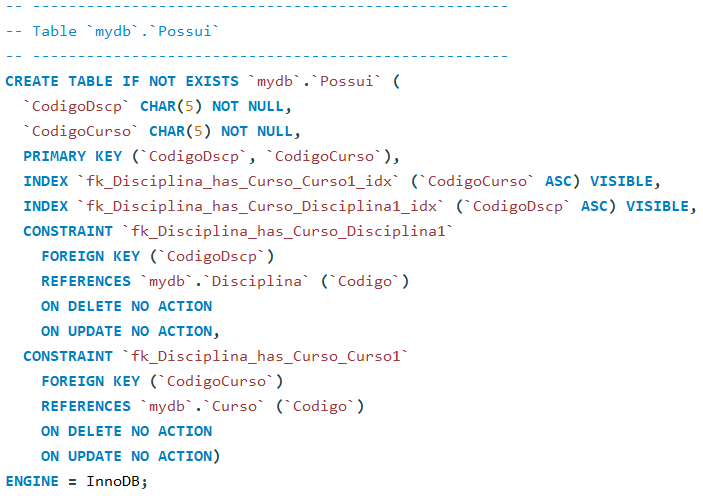 -- -----------------------------------------------------
-- Table `mydb`.`Possui`
-- -----------------------------------------------------
CREATE TABLE IF NOT EXISTS `mydb`.`Possui` (
  `CodigoDscp` CHAR(5) NOT NULL,
  `CodigoCurso` CHAR(5) NOT NULL,
  PRIMARY KEY (`CodigoDscp`, `CodigoCurso`),
  INDEX `fk_Disciplina_has_Curso_Curso1_idx` (`CodigoCurso` ASC) VISIBLE,
  INDEX `fk_Disciplina_has_Curso_Disciplina1_idx` (`CodigoDscp` ASC) VISIBLE,
  CONSTRAINT `fk_Disciplina_has_Curso_Disciplina1`
    FOREIGN KEY (`CodigoDscp`)
    REFERENCES `mydb`.`Disciplina` (`Codigo`)
    ON DELETE NO ACTION
    ON UPDATE NO ACTION,
  CONSTRAINT `fk_Disciplina_has_Curso_Curso1`
    FOREIGN KEY (`CodigoCurso`)
    REFERENCES `mydb`.`Curso` (`Codigo`)
    ON DELETE NO ACTION
    ON UPDATE NO ACTION)
ENGINE = InnoDB;